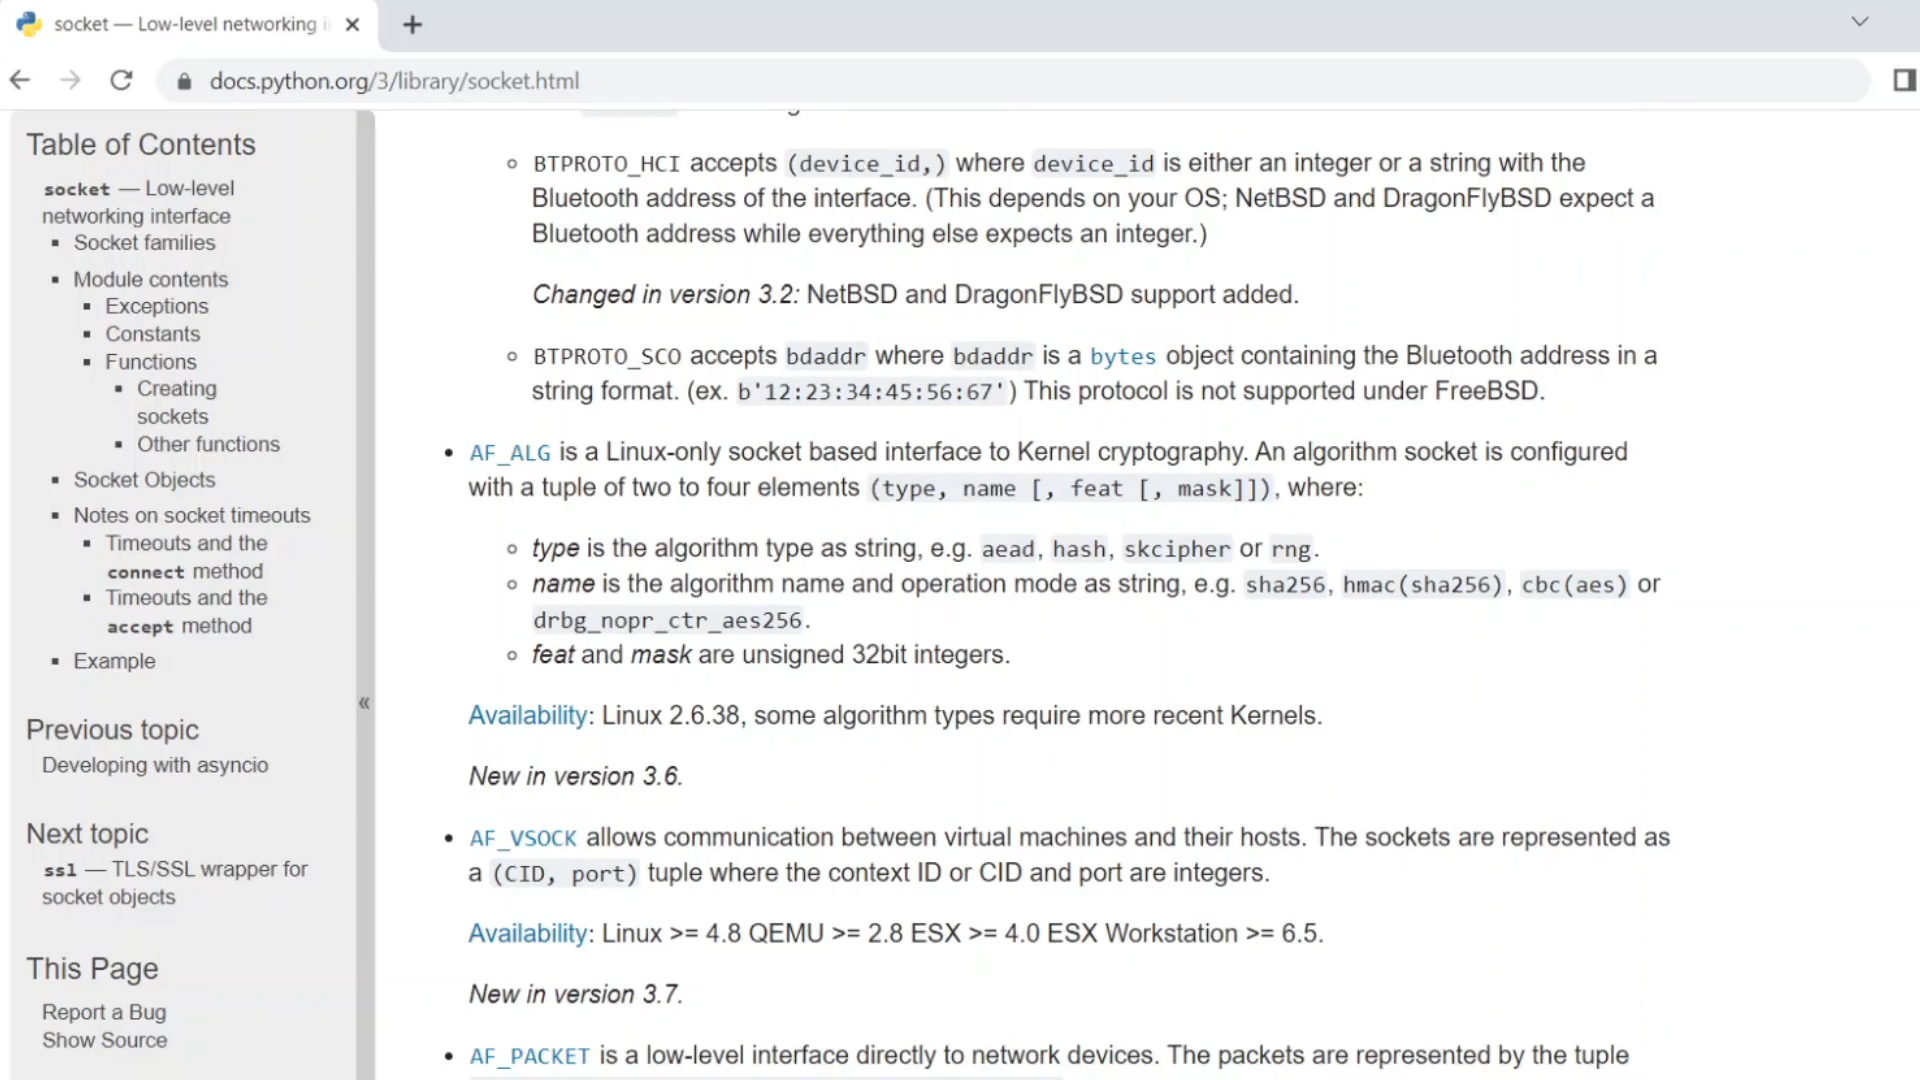 socket — Low-level networking i
docs.python.org/3/library/socket.html
Table of Contents
socket — Low-level
networking interface
Socket families
Module contents
Exceptions
Constants
Functions
Creating
sockets
Other functions
Socket Objects
Notes on socket timeouts
Timeouts and the
connect method
Timeouts and the
accept method
Example
«
Previous topic
Developing with asyncio
Next topic
ssl — TLS/SSL wrapper for
socket objects
This Page
Report a Bug
Show Source
BTPROTO_HCI accepts (device_id,) where device_id is either an integer or a string with the
Bluetooth address of the interface. (This depends on your OS; NetBSD and DragonFlyBSD expect a
Bluetooth address while everything else expects an integer.)
Changed in version 3.2: NetBSD and DragonFlyBSD support added.
BTPROTO_SCO accepts bdaddr where bdaddr is a bytes object containing the Bluetooth address in a
string format. (ex. b'12:23:34:45:56:67') This protocol is not supported under FreeBSD.
AF_ALG is a Linux-only socket based interface to Kernel cryptography. An algorithm socket is configured
with a tuple of two to four elements (type, name [, feat [, mask]]), where:
type is the algorithm type as string, e.g. aead, hash, skcipher or rng.
name is the algorithm name and operation mode as string, e.g. sha256, hmac(sha256), cbc(aes) or
drbg_nopr_ctr_aes256.
feat and mask are unsigned 32bit integers.
Availability: Linux 2.6.38, some algorithm types require more recent Kernels.
New in version 3.6.
AF_VSOCK allows communication between virtual machines and their hosts. The sockets are represented as
a (CID, port) tuple where the context ID or CID and port are integers.
Availability: Linux >= 4.8 QEMU >= 2.8 ESX >= 4.0 ESX Workstation >= 6.5.
New in version 3.7.
AF_PACKET is a low-level interface directly to network devices. The packets are represented by the tuple